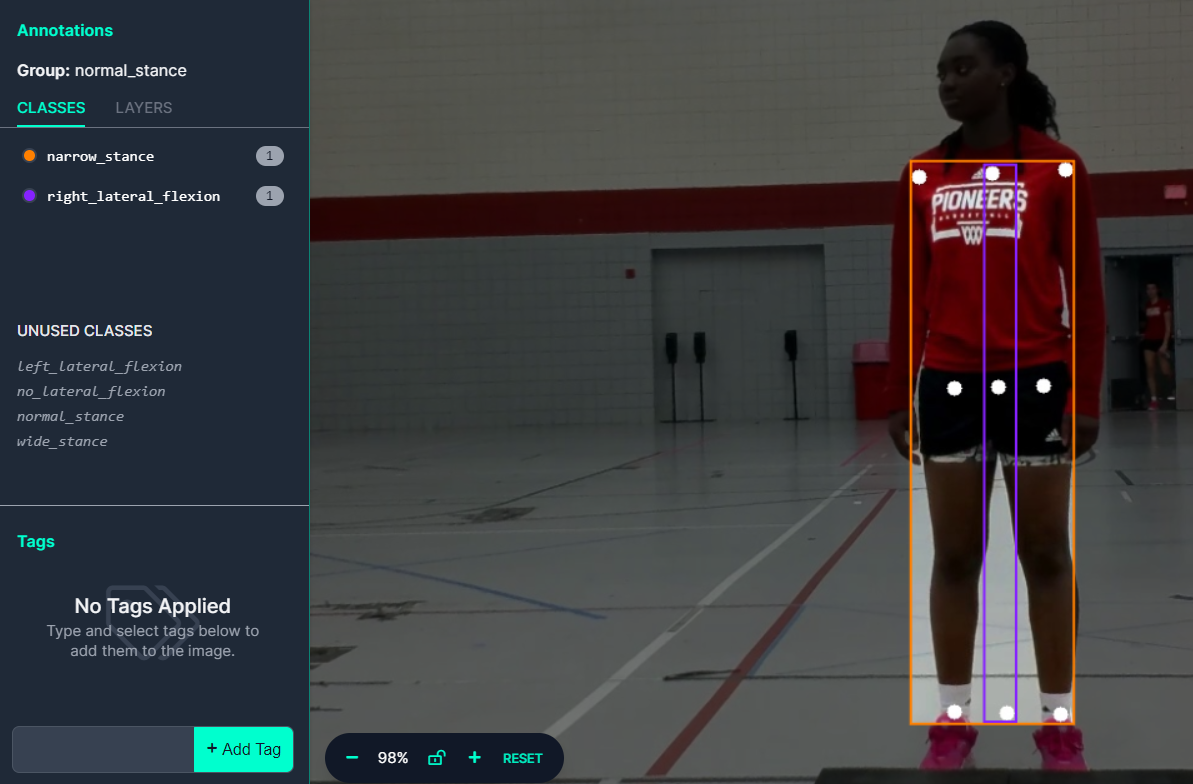 Annotations
Group: normal_stance
CLASSES LAYERS
narrow_stance 1
right_lateral_flexion 1
UNUSED CLASSES
left_lateral_flexion
no_lateral_flexion
normal_stance
wide_stance
Tags
No Tags Applied
Type and select tags below to
add them to the image.
+ Add Tag
− 98% + RESET
PIONEERS
BASKETBALL